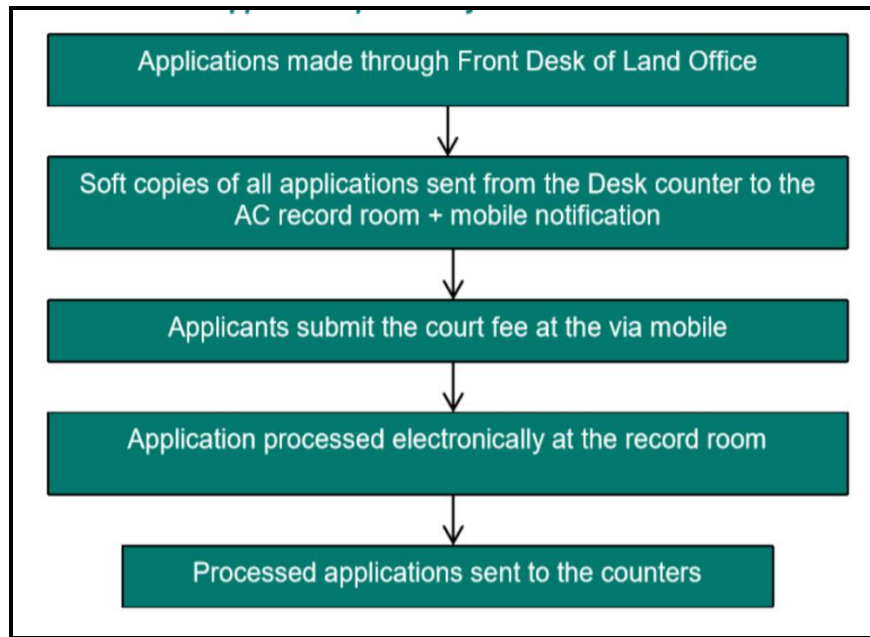 Applications made through Front Desk of Land Office
Soft copies of all applications sent from the Desk counter to the
AC record room + mobile notification
Applicants submit the court fee at the via mobile
Application processed electronically at the record room
Processed applications sent to the counters